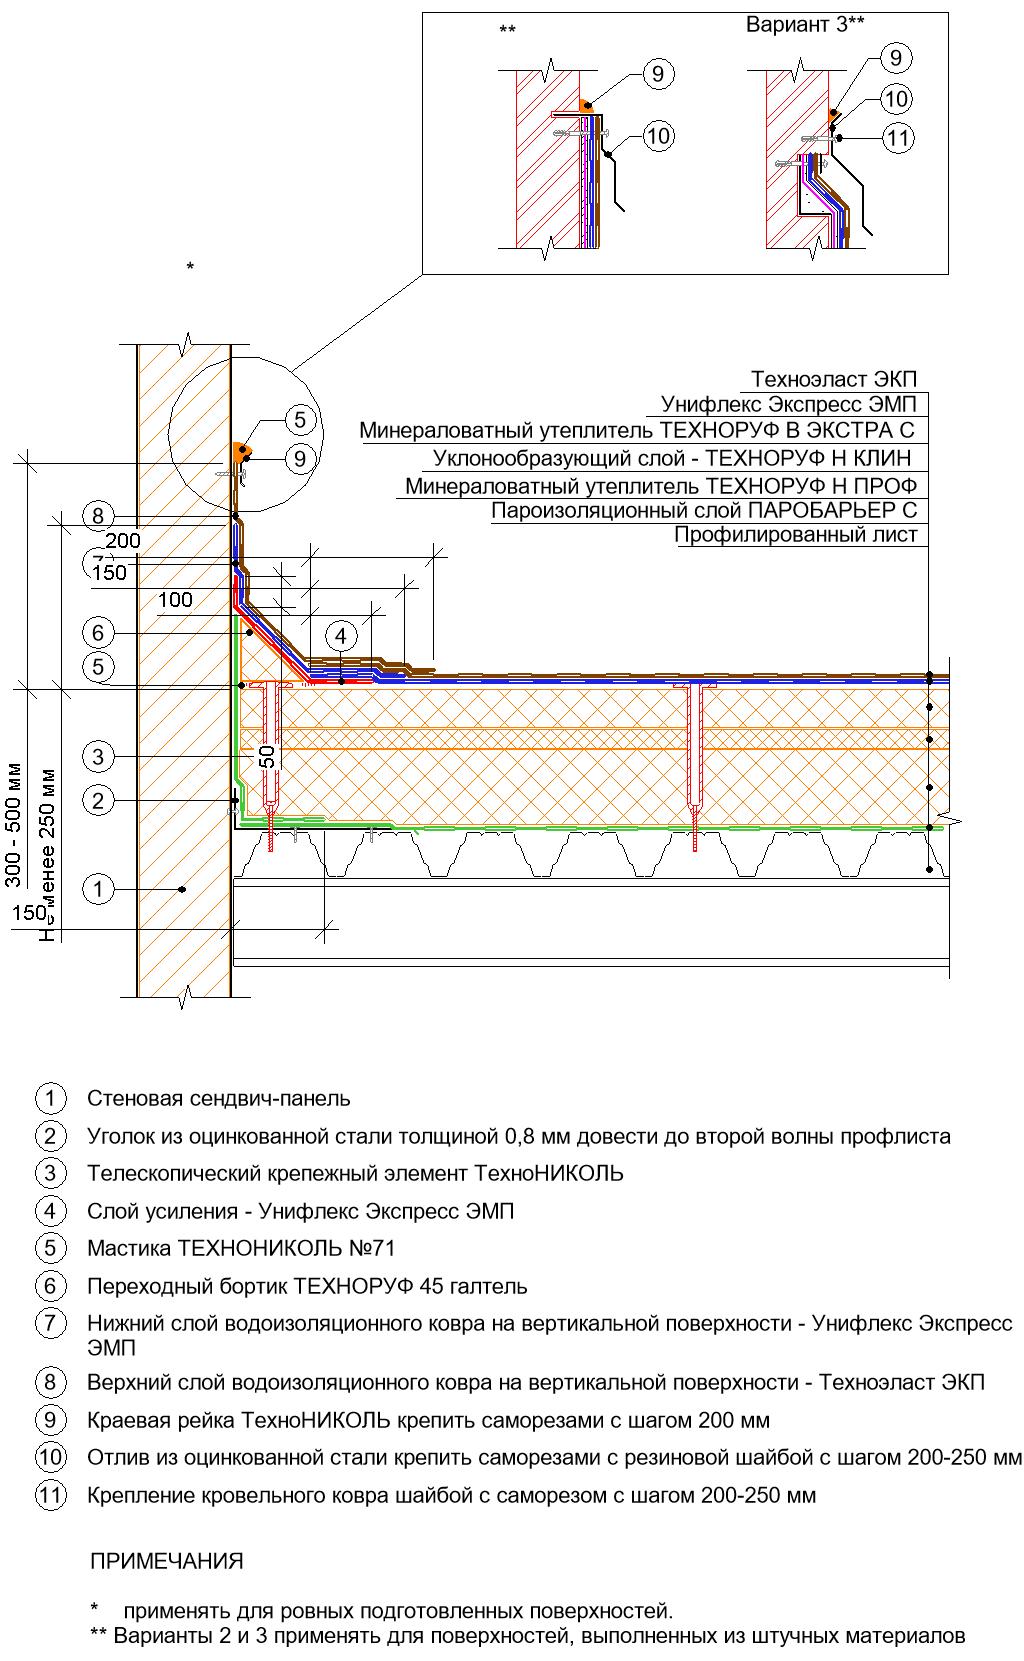 **
Вариант 3**
9
9
10
10
11
*
Техноэласт ЭКП
Унифлекс Экспресс ЭМП
5
Минераловатный утеплитель ТЕХНОРУФ В ЭКСТРА С
9
Уклонообразующий слой - ТЕХНОРУФ Н КЛИН
Минераловатный утеплитель ТЕХНОРУФ Н ПРОФ
8
Пароизоляционный слой ПАРОБАРЬЕР С
Профилированный лист
200
7
150
100
6
4
5
3
50
2
300 - 500 мм
Не менее 250 мм
1
150
1 Стеновая сендвич-панель
2 Уголок из оцинкованной стали толщиной 0,8 мм довести до второй волны профлиста
3 Телескопический крепежный элемент ТехноНИКОЛЬ
4 Слой усиления - Унифлекс Экспресс ЭМП
5 Мастика ТЕХНОНИКОЛЬ №71
6 Переходный бортик ТЕХНОРУФ 45 галтель
7 Нижний слой водоизоляционного ковра на вертикальной поверхности - Унифлекс Экспресс
ЭМП
8 Верхний слой водоизоляционного ковра на вертикальной поверхности - Техноэласт ЭКП
9 Краевая рейка ТехноНИКОЛЬ крепить саморезами с шагом 200 мм
10 Отлив из оцинкованной стали крепить саморезами с резиновой шайбой с шагом 200-250 мм
11 Крепление кровельного ковра шайбой с саморезом с шагом 200-250 мм
ПРИМЕЧАНИЯ
* применять для ровных подготовленных поверхностей.
** Варианты 2 и 3 применять для поверхностей, выполненных из штучных материалов